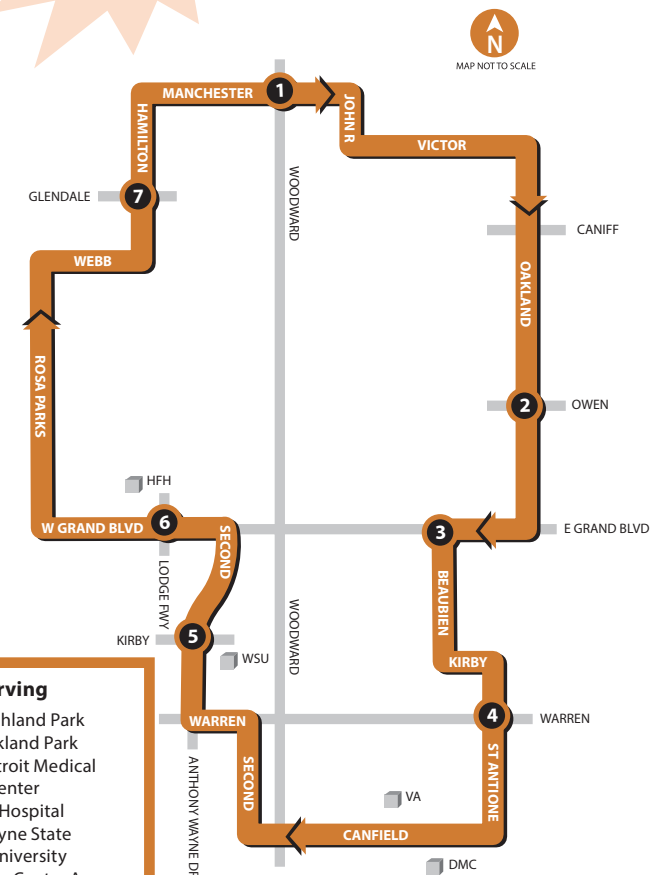 N
MAP NOT TO SCALE
MANCHESTER
1
JOHN R
HAMILTON
VICTOR
WOODWARD
GLENDALE
7
CANIFF
WEBB
OAKLAND
ROSA PARKS
2
OWEN
HFH
W GRAND BLVD
6
SECOND
3
E GRAND BLVD
LODGE FWY
BEAUBIEN
WOODWARD
KIRBY
5
WSU
KIRBY
WARREN
4
WARREN
ANTHONY WAYNE DR
SECOND
ST ANTIONE
VA
CANFIELD
DMC
rving
hland Park
kland Park
troit Medical
enter
Hospital
yne State
niversity